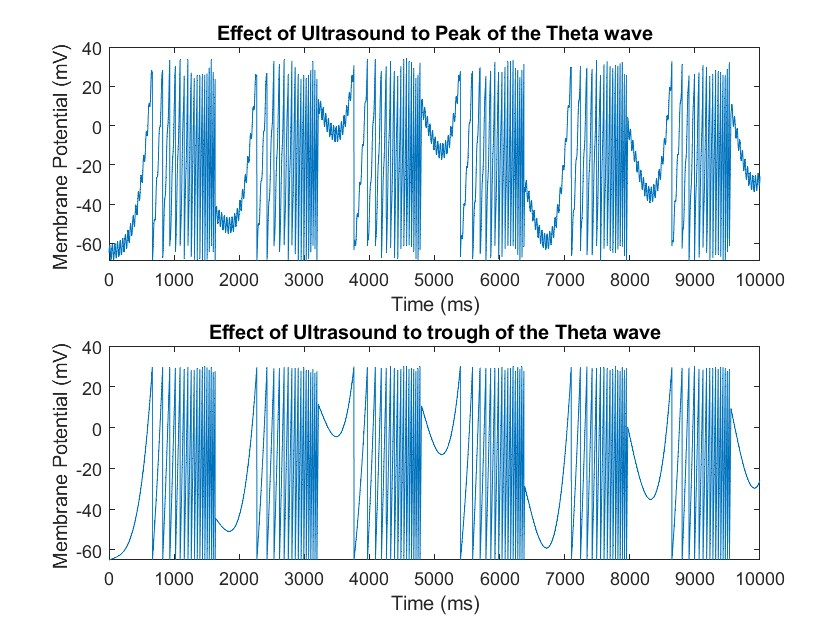 Effect of Ultrasound to Peak of the Theta wave
40
20
0
-20
-40
-60
Membrane Potential (mV)
0 1000 2000 3000 4000 5000 6000 7000 8000 9000 10000
Time (ms)
Effect of Ultrasound to trough of the Theta wave
40
20
0
-20
-40
-60
Membrane Potential (mV)
0 1000 2000 3000 4000 5000 6000 7000 8000 9000 10000
Time (ms)